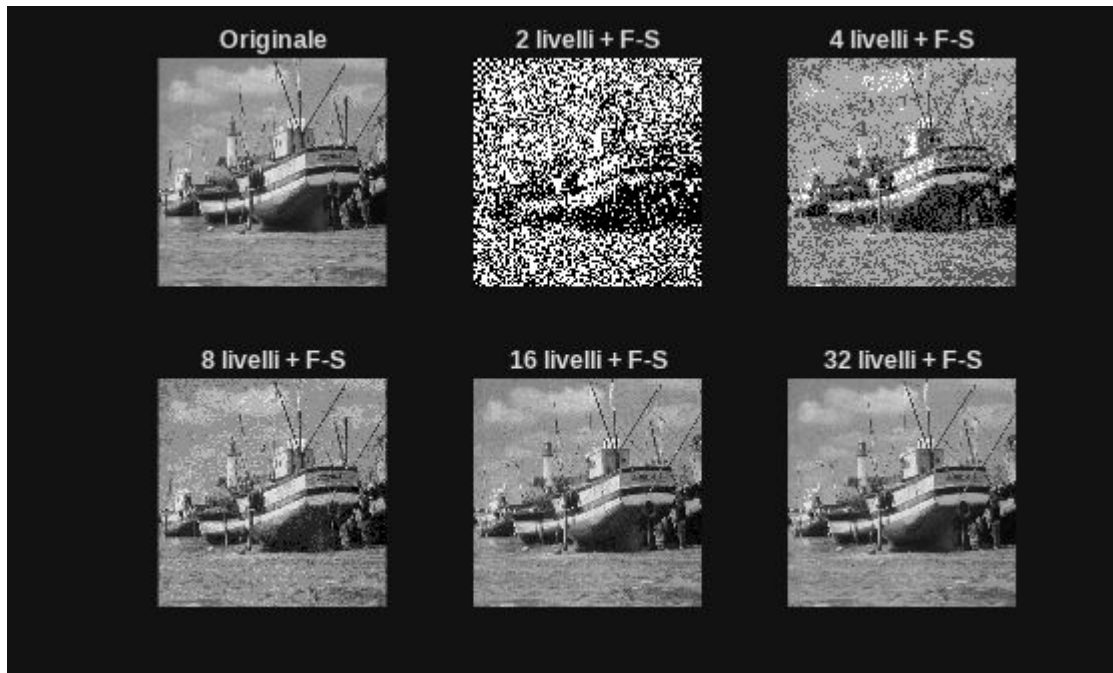 Originale
2 livelli + F-S
4 livelli + F-S
8 livelli + F-S
16 livelli + F-S
32 livelli + F-S